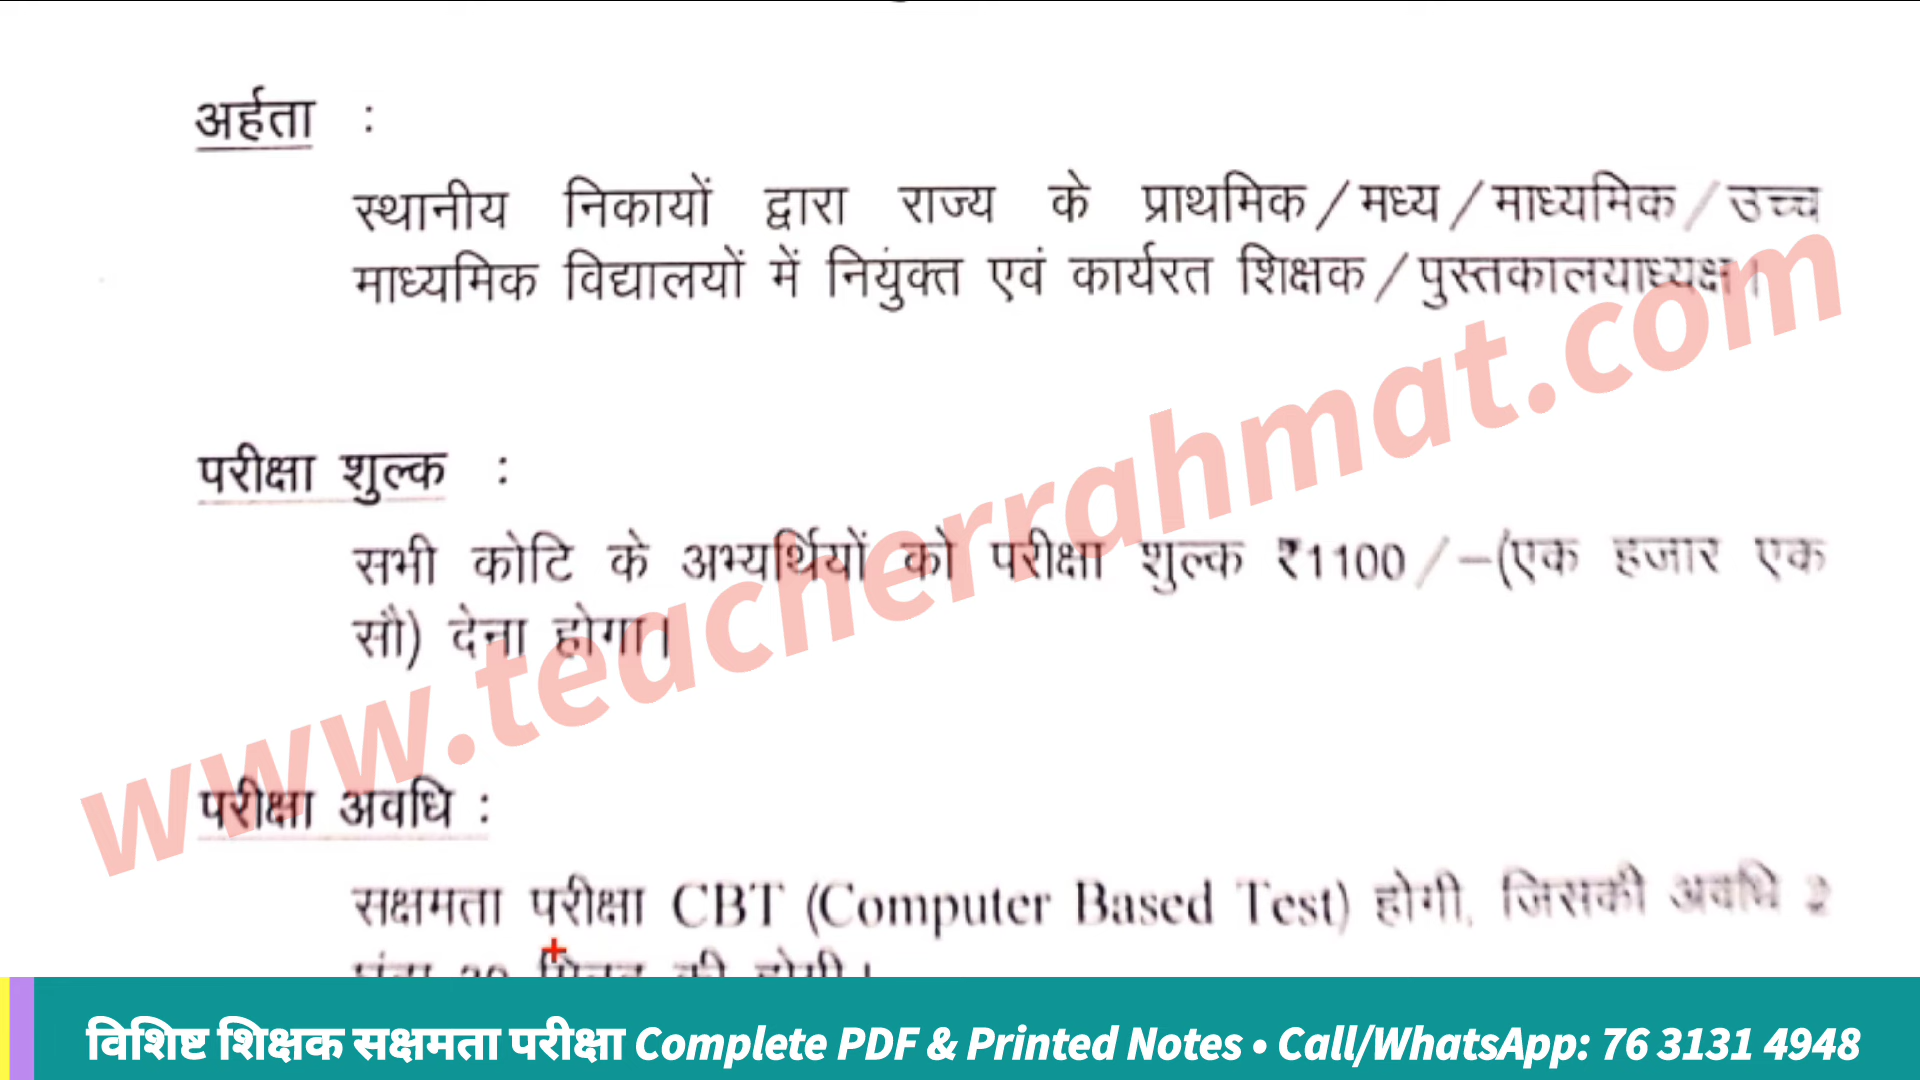 अर्हता :
स्थानीय निकायों द्वारा राज्य के प्राथमिक/मध्य/माध्यमिक/उच्च
माध्यमिक विद्यालयों में नियुंक्त एवं कार्यरत शिक्षक/पुस्तकालयाध्यक्ष।
परीक्षा शुल्क :
सभी कोटि के अभ्यर्थियों को परीक्षा शुल्क ₹1100/-(एक हजार एक
सौ) देना होगा।
www.teacherrahmat.com
परीक्षा अवधि :
सक्षमता परीक्षा CBT (Computer Based Test) होगी, जिसकी अवधि 2
की होगी।
विशिष्ट शिक्षक सक्षमता परीक्षा Complete PDF & Printed Notes • Call/WhatsApp: 76 3131 4948